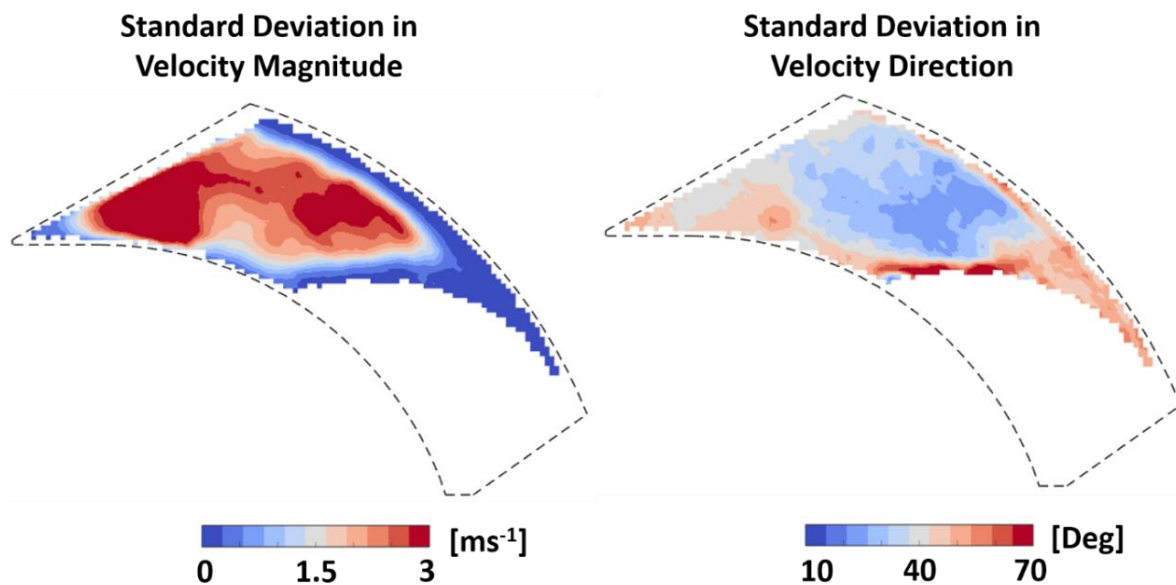 Standard Deviation in
Velocity Magnitude
Standard Deviation in
Velocity Direction
[ms⁻¹]
0 1.5 3
[Deg]
10 40 70